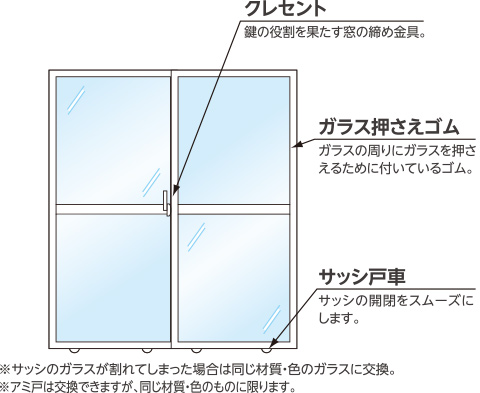 クレセント
鍵の役割を果たす窓の締め金具。
ガラス押さえゴム
ガラスの周りにガラスを押さ
えるために付いているゴム。
サッシ戸車
サッシの開閉をスムーズに
します。
※サッシのガラスが割れてしまった場合は同じ材質・色のガラスに交換。
※アミ戸は交換できますが、同じ材質・色のものに限ります。